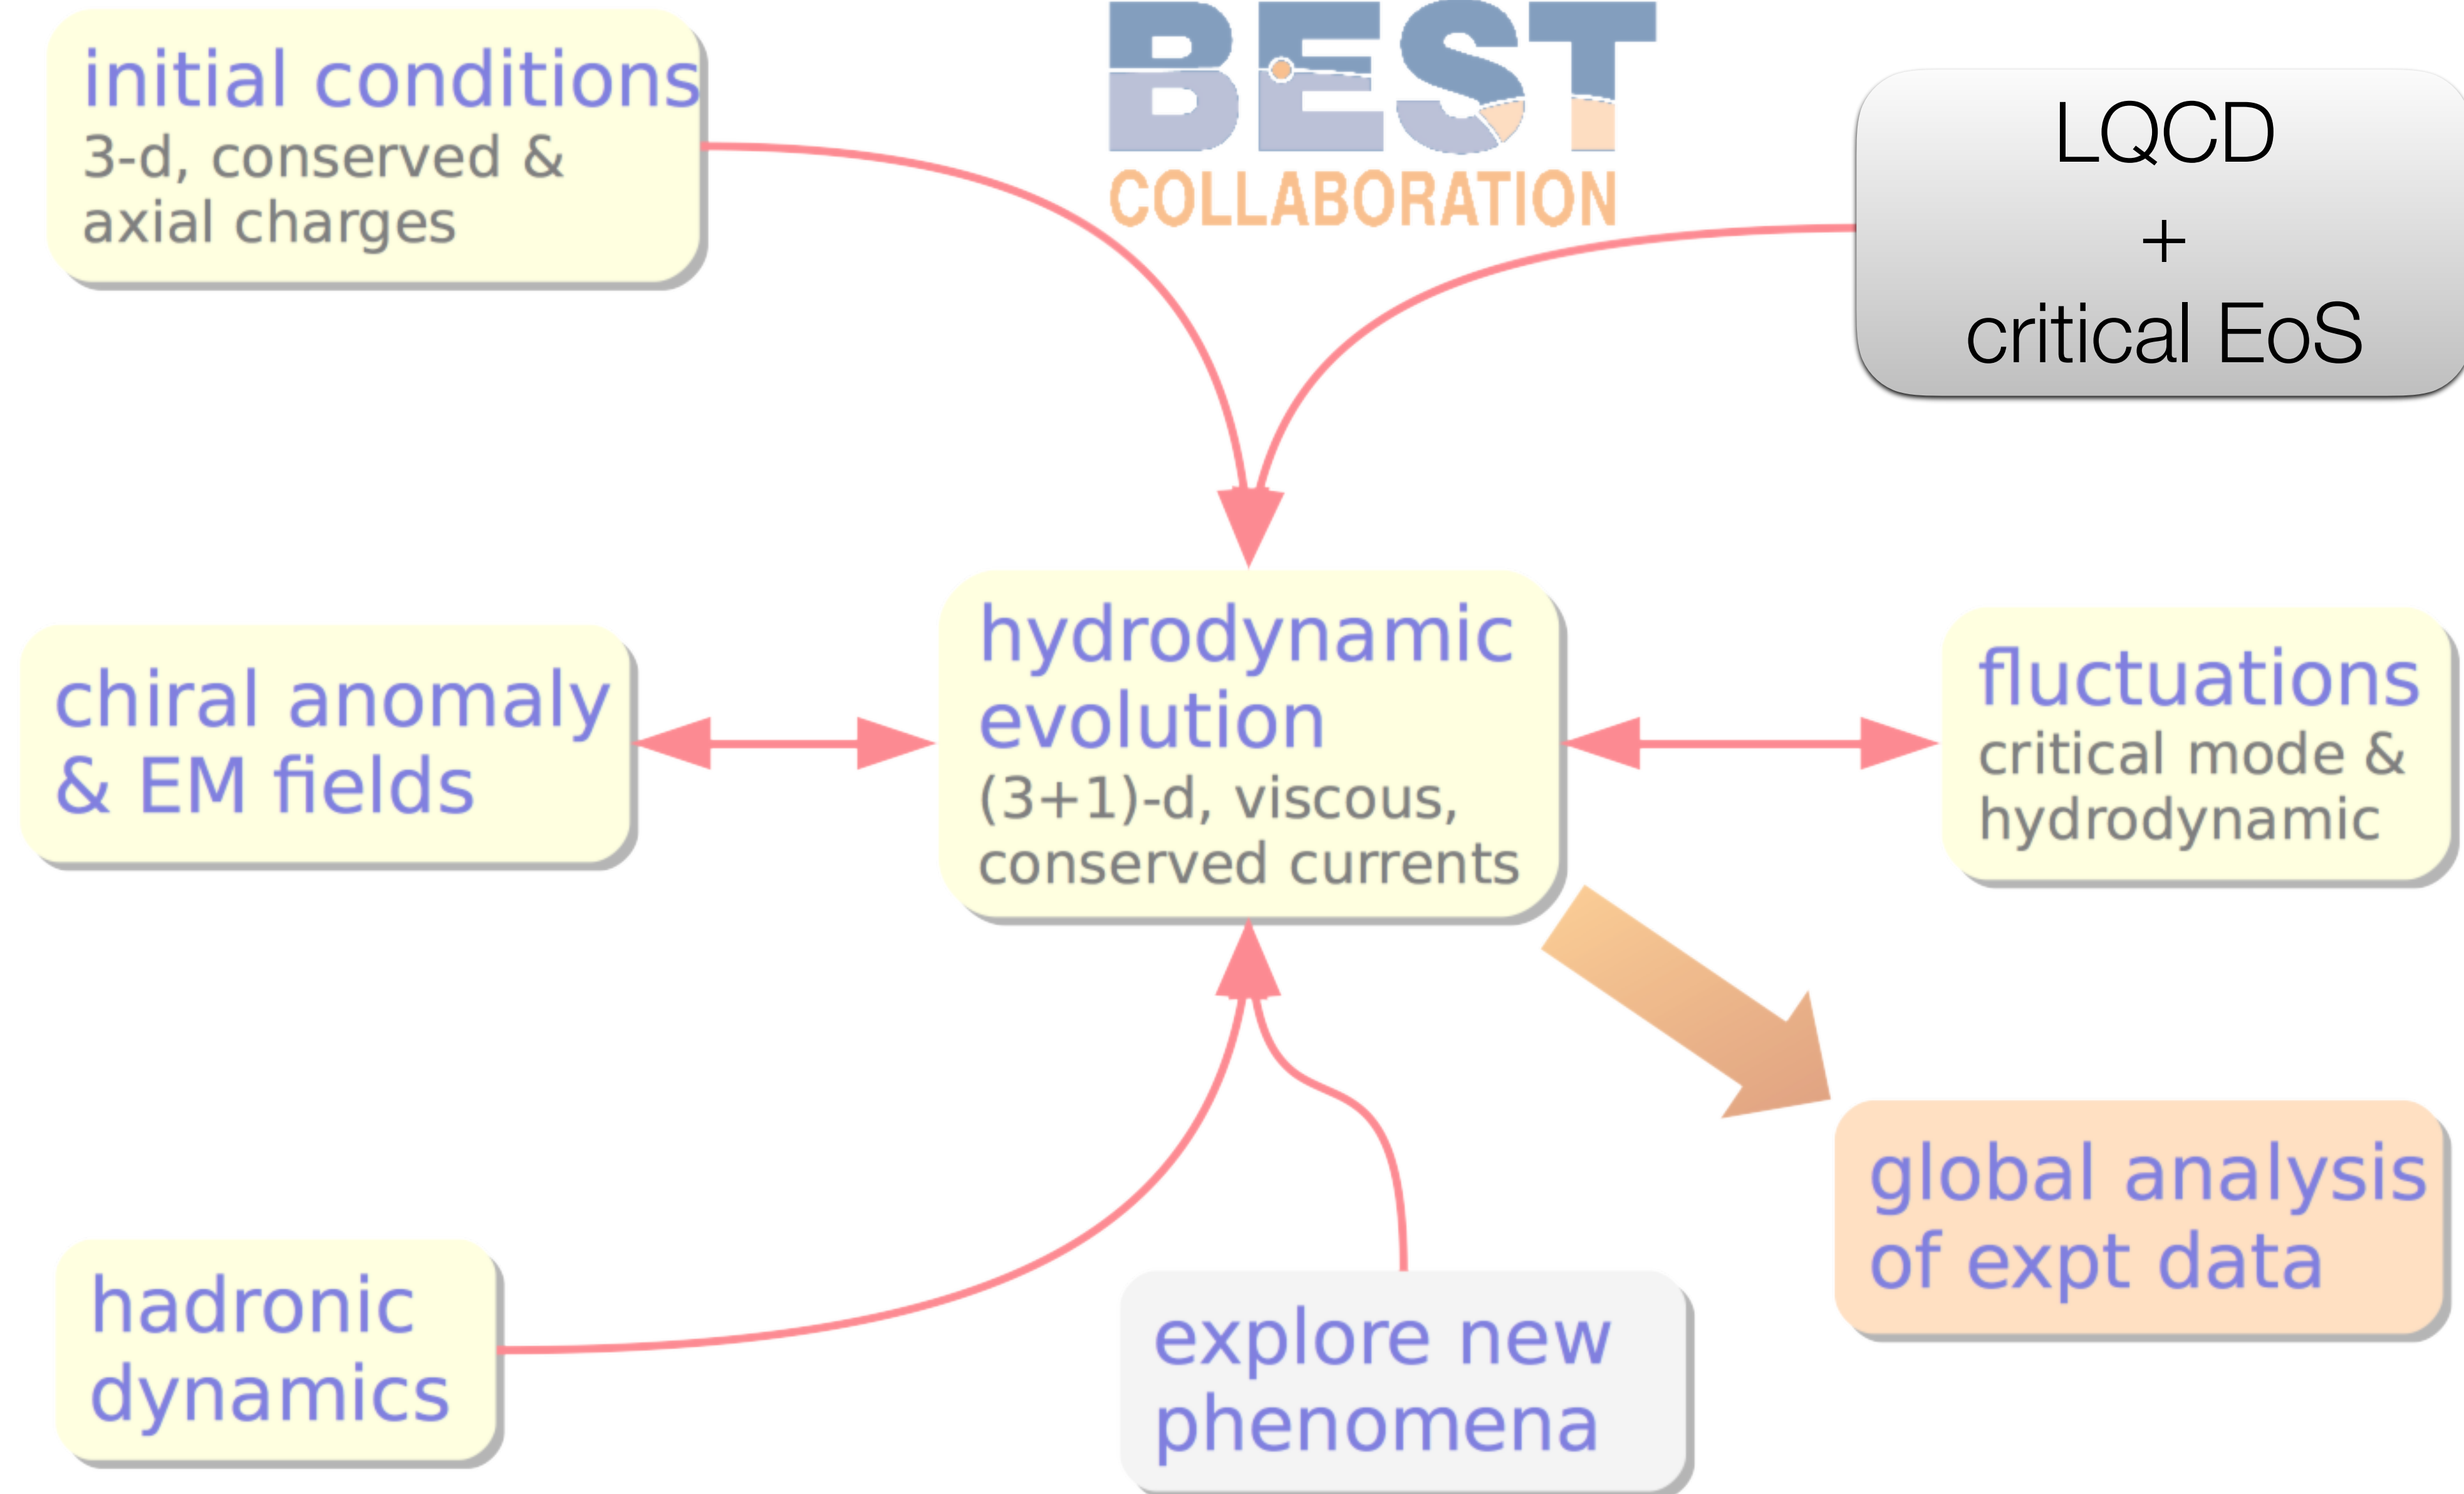 initial conditions
3-d, conserved &
axial charges
BEST
COLLABORATION
LQCD
+
critical EoS
chiral anomaly
& EM fields
hydrodynamic
evolution
(3+1)-d, viscous,
conserved currents
fluctuations
critical mode &
hydrodynamic
hadronic
dynamics
explore new
phenomena
global analysis
of expt data